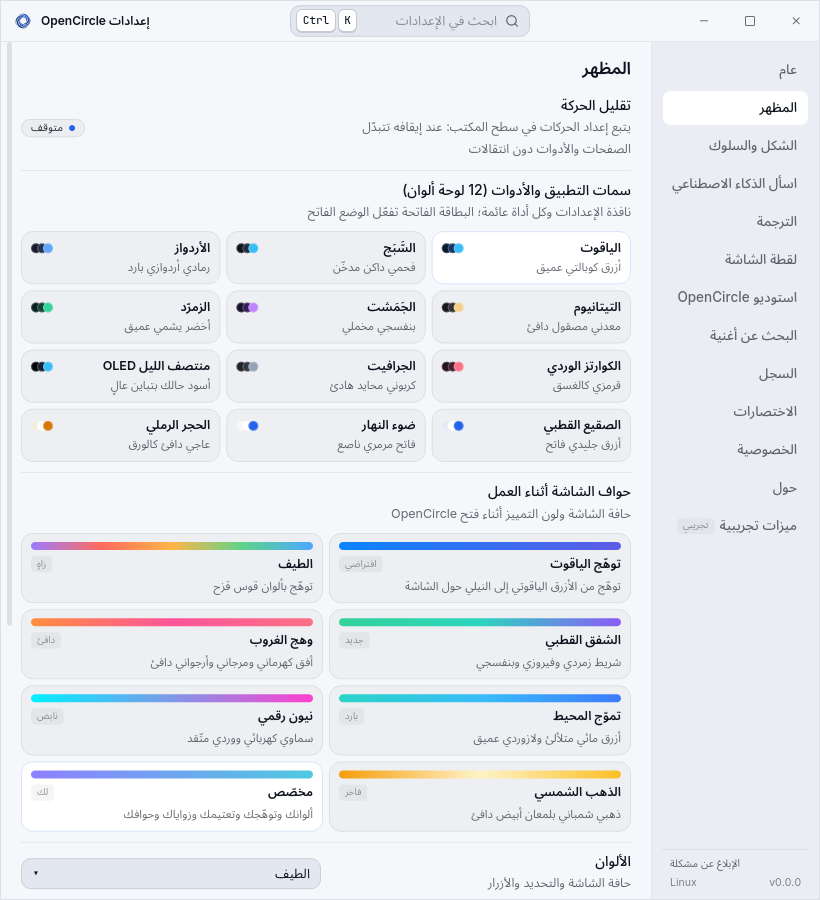 إعدادات OpenCircle
ابحث في الإعدادات
Ctrl K
عام
المظهر
الشكل والسلوك
اسأل الذكاء الاصطناعي
الترجمة
لقطة الشاشة
استوديو OpenCircle
البحث عن أغنية
السجل
الاختصارات
الخصوصية
حول
ميزات تجريبية تجريبي
الإبلاغ عن مشكلة
Linux v0.0.0
المظهر
تقليل الحركة
يتبع إعداد الحركات في سطح المكتب: عند إيقافه تتبدّل
الصفحات والأدوات دون انتقالات
متوقف
سمات التطبيق والأدوات (12 لوحة ألوان)
نافذة الإعدادات وكل أداة عائمة؛ البطاقة الفاتحة تفعّل الوضع الفاتح
الياقوت
أزرق كوبالتي عميق
السَّبَج
فحمي داكن مدخّن
الأردواز
رمادي أردوازي بارد
التيتانيوم
معدني مصقول دافئ
الجَمَشت
بنفسجي مخملي
الزمرّد
أخضر يشمي عميق
الكوارتز الوردي
قرمزي كالغسق
الجرافيت
كربوني محايد هادئ
منتصف الليل OLED
أسود حالك بتباين عالٍ
الصقيع القطبي
أزرق جليدي فاتح
ضوء النهار
فاتح مرمري ناصع
الحجر الرملي
عاجي دافئ كالورق
حواف الشاشة أثناء العمل
حافة الشاشة ولون التمييز أثناء فتح OpenCircle
توهّج الياقوت
افتراضي
توهّج من الأزرق الياقوتي إلى النيلي حول الشاشة
الطيف
زاهٍ
توهّج بألوان قوس قزح
الشفق القطبي
جديد
شريط زمردي وفيروزي وبنفسجي
وهج الغروب
دافئ
أفق كهرماني ومرجاني وأرجواني دافئ
تموّج المحيط
بارد
أزرق مائي متلألئ ولازوردي عميق
نيون رقمي
نابض
سماوي كهربائي ووردي متّقد
الذهب الشمسي
فاخر
ذهبي شمباني بلمعان أبيض دافئ
مخصّص
لك
ألوانك وتوهّجك وتعتيمك وزواياك وحوافك
الألوان
حافة الشاشة والتحديد والأزرار
الطيف